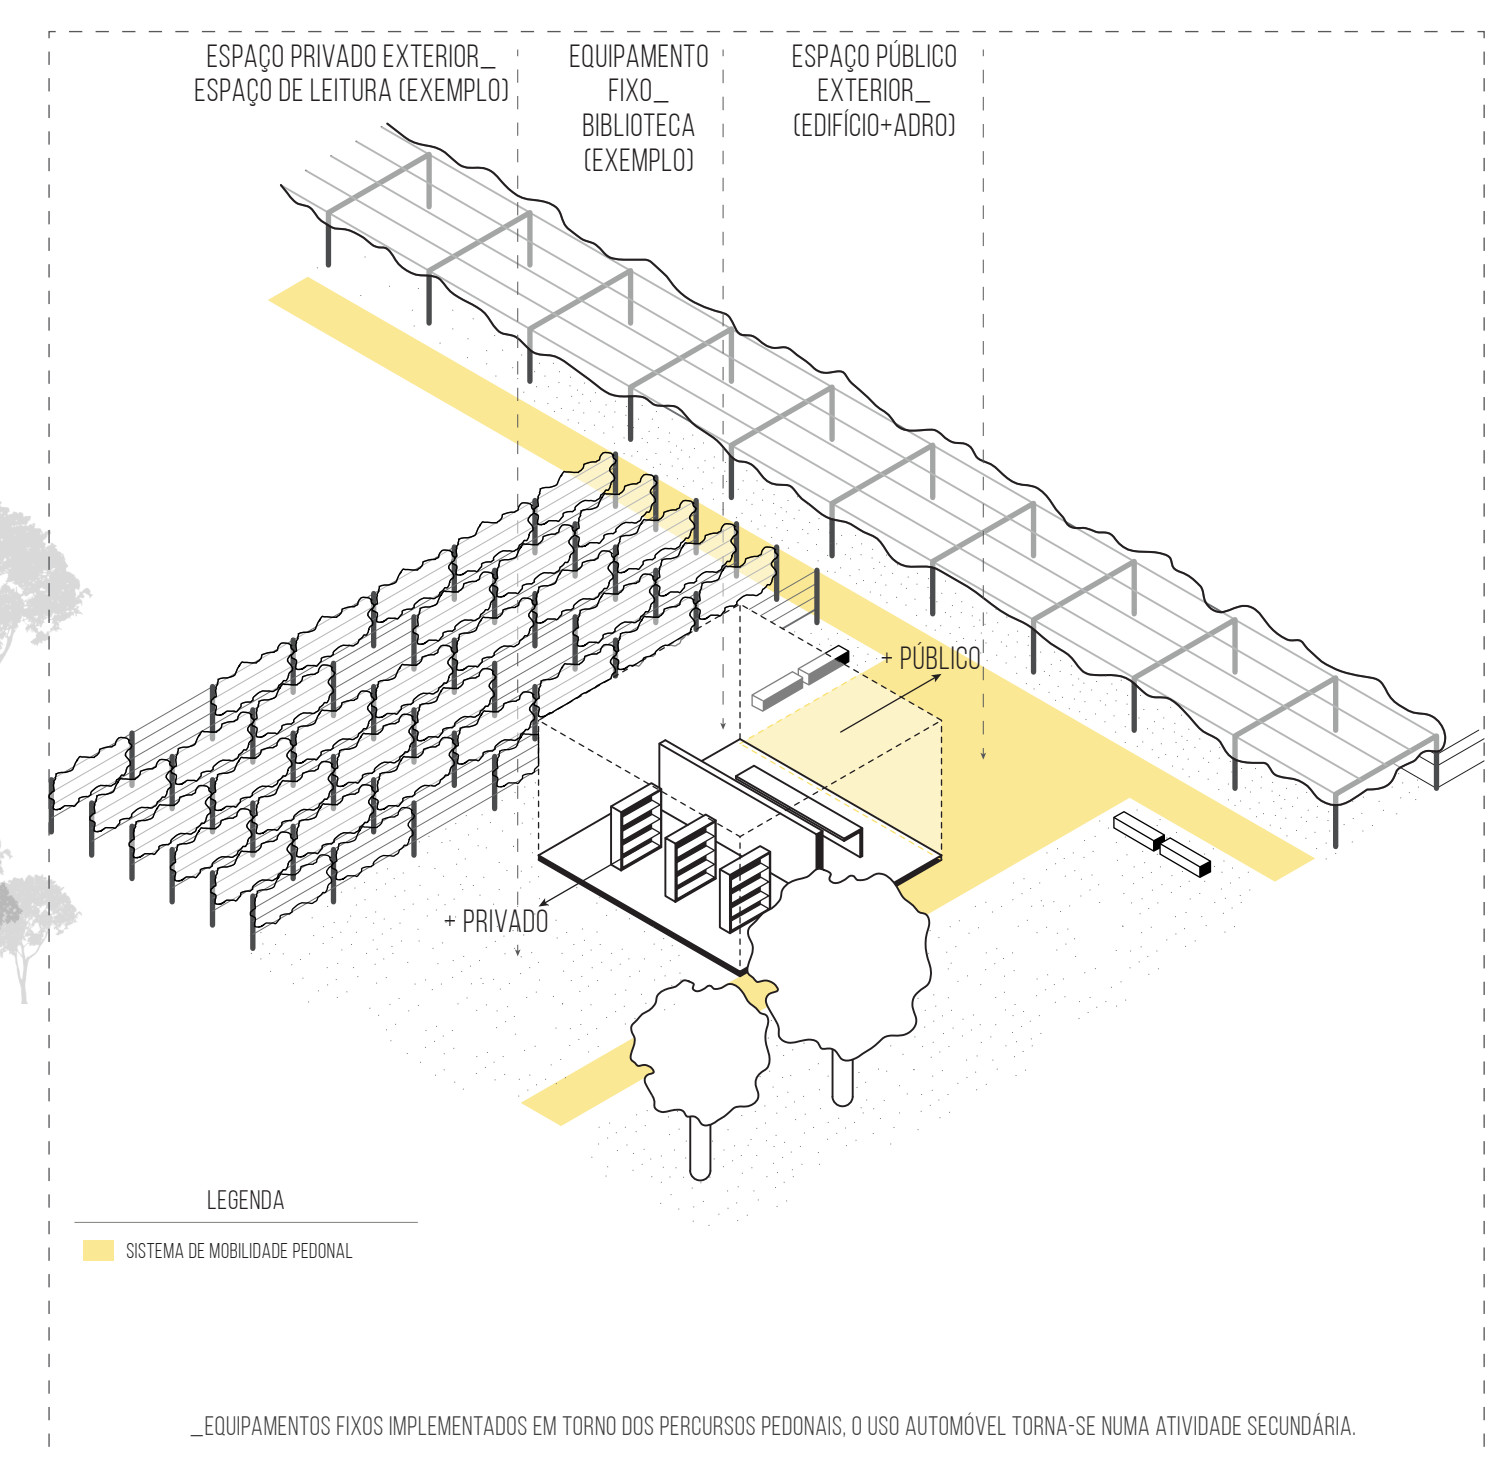 ESPAÇO PRIVADO EXTERIOR_
ESPAÇO DE LEITURA (EXEMPLO)
EQUIPAMENTO
FIXO_
BIBLIOTECA
(EXEMPLO)
ESPAÇO PÚBLICO
EXTERIOR_
(EDIFÍCIO+ADRO)
+ PÚBLICO
+ PRIVADO
LEGENDA
SISTEMA DE MOBILIDADE PEDONAL
_EQUIPAMENTOS FIXOS IMPLEMENTADOS EM TORNO DOS PERCURSOS PEDONAIS, O USO AUTOMÓVEL TORNA-SE NUMA ATIVIDADE SECUNDÁRIA.